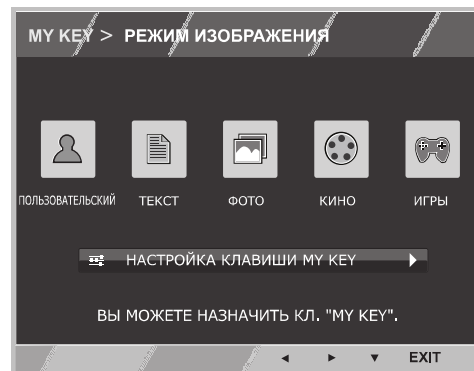 MY KEY > РЕЖИМ ИЗОБРАЖЕНИЯ
ПОЛЬЗОВАТЕЛЬСКИЙ ТЕКСТ ФОТО КИНО ИГРЫ
НАСТРОЙКА КЛАВИШИ MY KEY
ВЫ МОЖЕТЕ НАЗНАЧИТЬ КЛ. "MY KEY".
EXIT